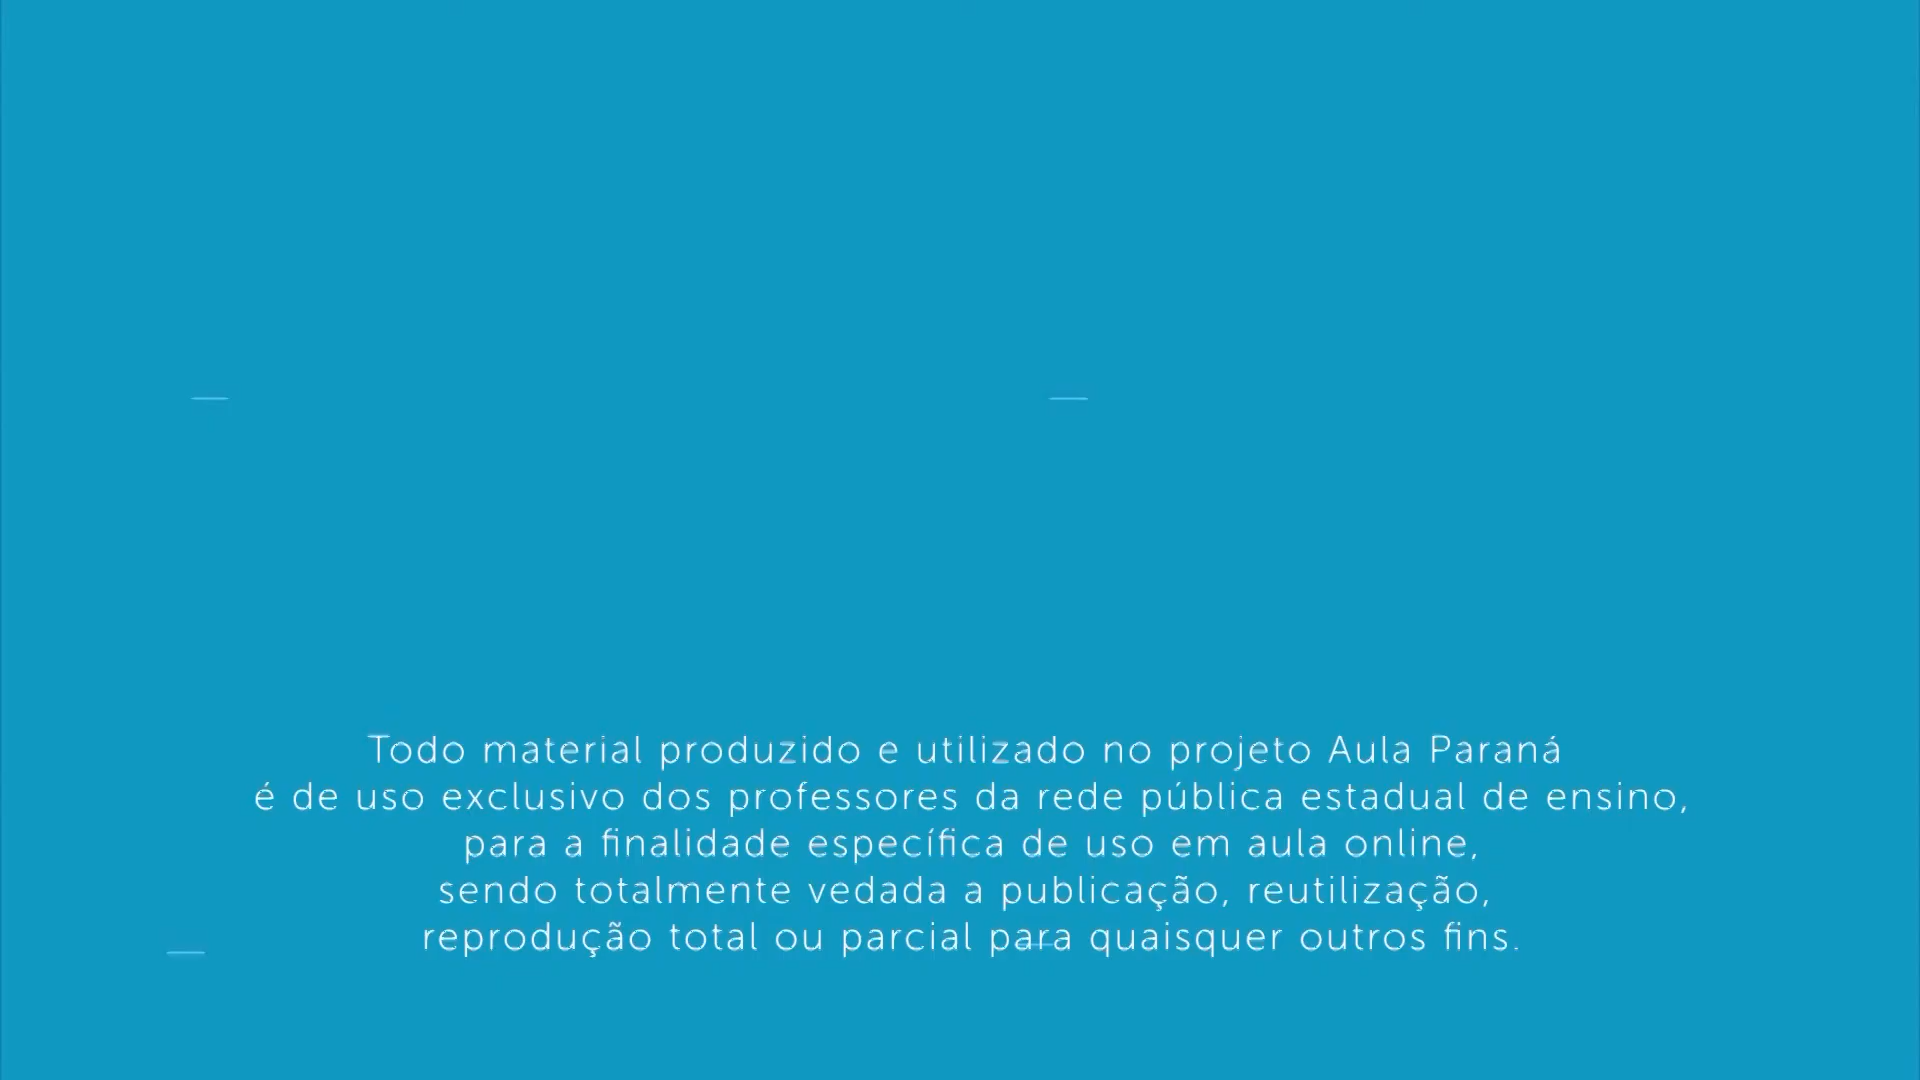 Todo material produzido e utilizado no projeto Aula Paraná
é de uso exclusivo dos professores da rede pública estadual de ensino,
para a finalidade específica de uso em aula online,
sendo totalmente vedada a publicação, reutilização,
reprodução total ou parcial para quaisquer outros fins.